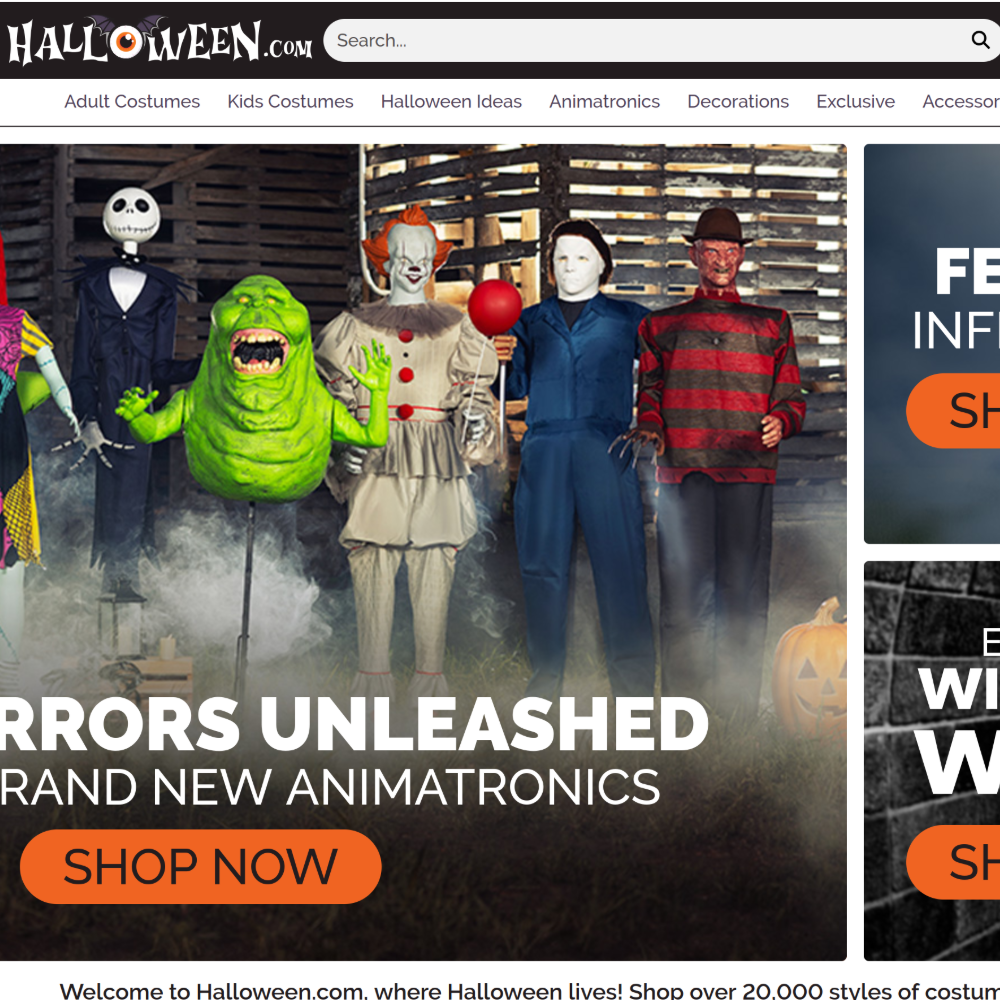 HALLOWEEN.COM
Search...
Adult Costumes Kids Costumes Halloween Ideas Animatronics Decorations Exclusive Accessor
RRORS UNLEASHED
RAND NEW ANIMATRONICS
SHOP NOW
FE
INF
SH
E
WI
W
SH
Welcome to Halloween.com, where Halloween lives! Shop over 20,000 styles of costum